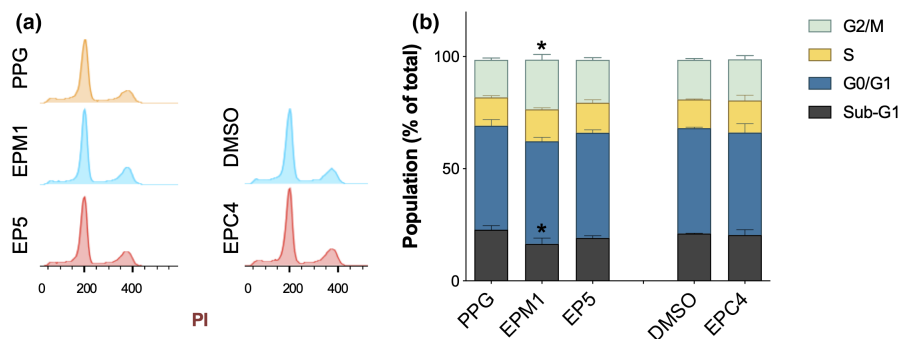 (a)
PPG
EPM1
EP5
DMSO
EPC4
0 200 400
0 200 400
PI
(b)
Population (% of total)
100
50
0
*
*
PPG
EPM1
EP5
DMSO
EPC4
G2/M
S
G0/G1
Sub-G1